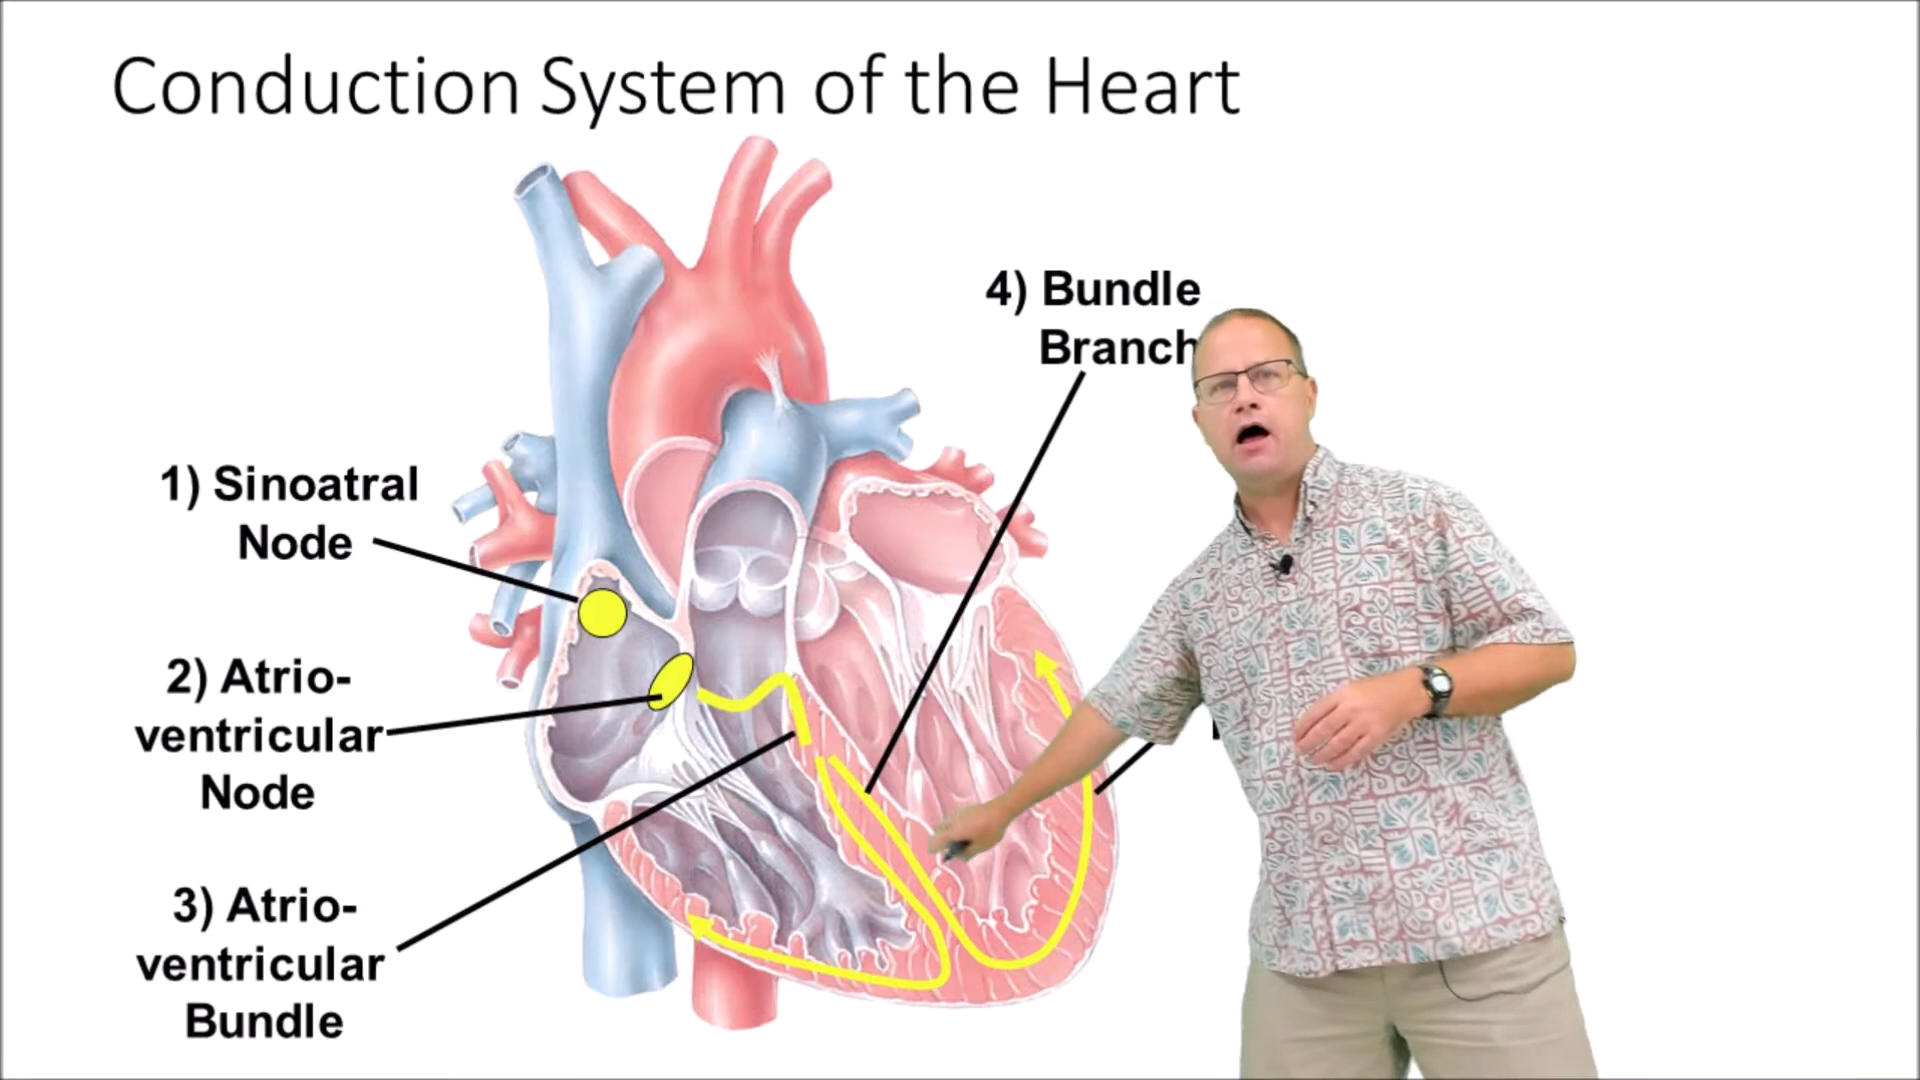 Conduction System of the Heart
4) Bundle
Branch
1) Sinoatral
Node
2) Atrio-
ventricular
Node
3) Atrio-
ventricular
Bundle